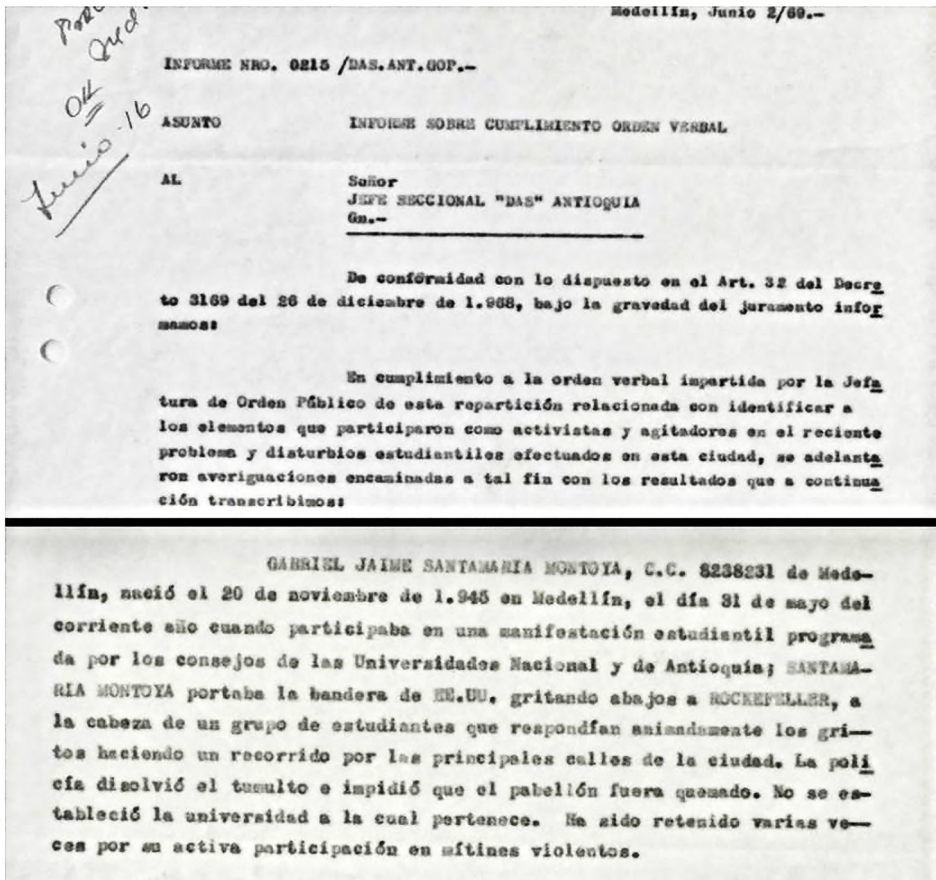 Medellín, Junio 2/69.-
INFORME NRO. 0215 /DAS.ANT.GOP.-
OK
Junio-16
ASUNTO INFORME SOBRE CUMPLIMIENTO ORDEN VERBAL
AL Señor
JEFE SECCIONAL "DAS" ANTIOQUIA
Gn.-
De conformidad con lo dispuesto en el Art. 32 del Decre
to 3169 del 26 de diciembre de 1.968, bajo la gravedad del juramento infor
mamos:
En cumplimiento a la orden verbal impartida por la Jefa
tura de Orden Público de esta repartición relacionada con identificar a
los elementos que participaron como activistas y agitadores en el reciente
problema y disturbios estudiantiles efectuados en esta ciudad, se adelanta
ron averiguaciones encaminadas a tal fin con los resultados que a continua
ción transcribimos:
GABRIEL JAIME SANTAMARIA MONTOYA, C.C. 8238231 de Mede-
llín, nació el 20 de noviembre de 1.945 en Medellín, el día 31 de mayo del
corriente año cuando participaba en una manifestación estudiantil programa
da por los consejos de las Universidades Nacional y de Antioquia; SANTAMA-
RIA MONTOYA portaba la bandera de EE.UU. gritando abajos a ROCKEFELLER, a
la cabeza de un grupo de estudiantes que respondían animadamente los gri-
tos haciendo un recorrido por las principales calles de la ciudad. La poli
cía disolvió el tumulto e impidió que el pabellón fuera quemado. No se es-
tableció la universidad a la cual pertenece. Ha sido retenido varias ve-
ces por su activa participación en mítines violentos.